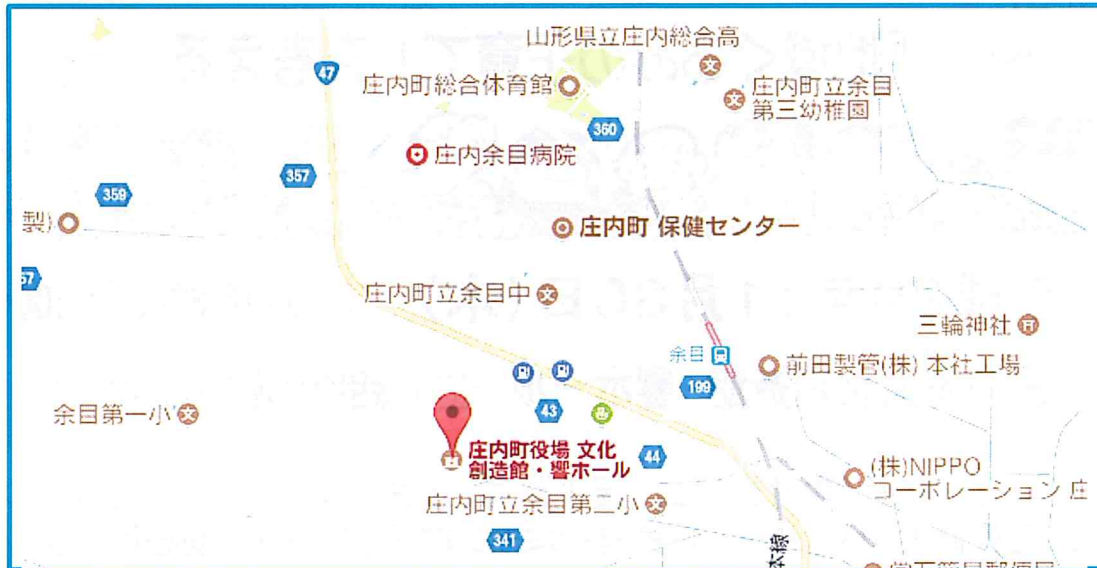 山形県立庄内総合高
47
庄内町総合体育館
庄内町立余目
第三幼稚園
360
庄内余目病院
357
359
製)
庄内町 保健センター
57
庄内町立余目中
三輪神社
余目
前田製管(株) 本社工場
199
43
余目第一小
庄内町役場 文化
創造館・響ホール
44
(株)NIPPO
コーポレーション 庄
庄内町立余目第二小
341
本線